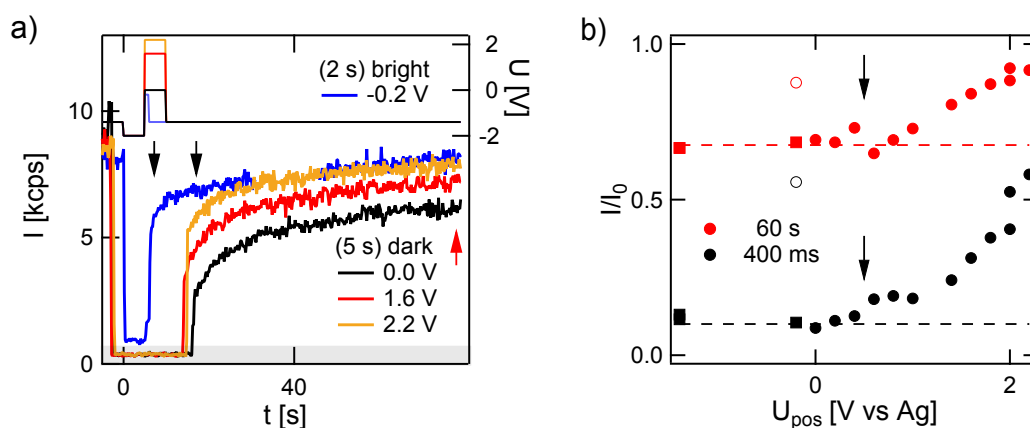 a)
(2 s) bright
-0.2 V
U [V]
2
0
-2
10
5
0
I [kcps]
(5 s) dark
0.0 V
1.6 V
2.2 V
0
40
t [s]
b)
1.0
0.5
0.0
I/I0
60 s
400 ms
0
1
2
Upos [V vs Ag]